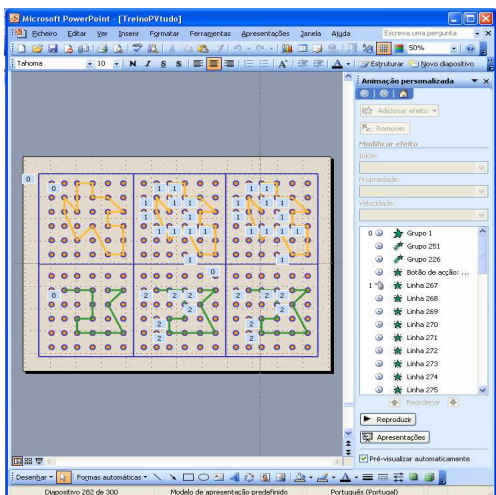 Microsoft PowerPoint - [TreinoPVtudo]
Ficheiro Editar Ver Inserir Formatar Ferramentas Apresentações Janela Ajuda Escreva uma pergunta
50%
Tahoma 10 N I S S Estruturar Novo diapositivo
Animação personalizada
Adicionar efeito
Remover
Modificar efeito
Início:
Propriedade:
Velocidade:
0 Grupo 1
Grupo 251
Grupo 226
Botão de acção: ...
1 Linha 267
Linha 268
Linha 269
Linha 270
Linha 271
Linha 272
Linha 273
Linha 274
Linha 275
Reordenar
Reproduzir
Apresentações
Pré-visualizar automaticamente
Desenhar Formas automáticas
Diapositivo 282 de 300 Modelo de apresentação predefinido Português (Portugal)